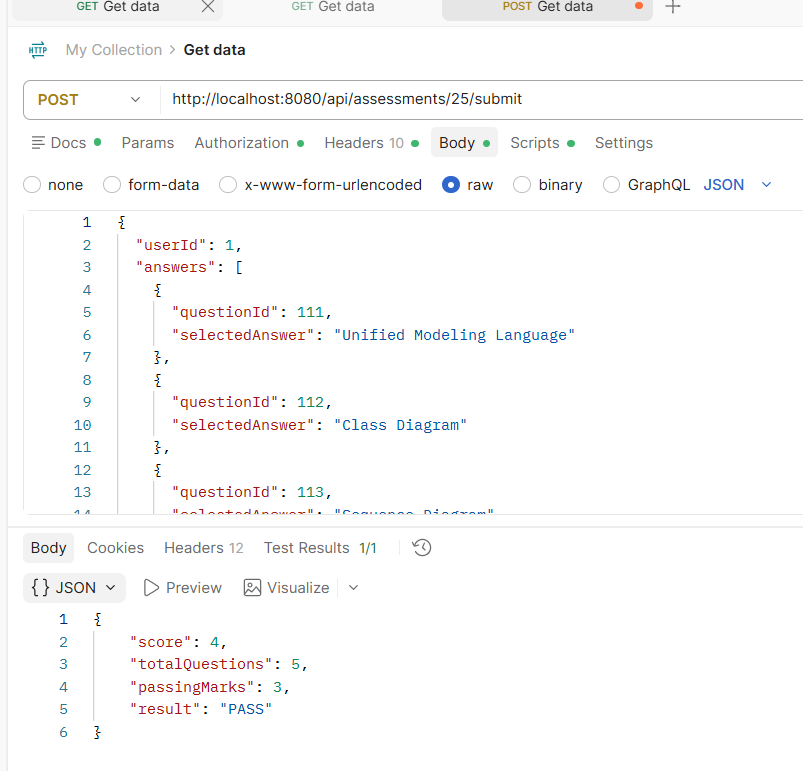 GET Get data GET Get data POST Get data
HTTP My Collection > Get data
POST http://localhost:8080/api/assessments/25/submit
Docs Params Authorization Headers 10 Body Scripts Settings
none form-data x-www-form-urlencoded raw binary GraphQL JSON
1 {
2 "userId": 1,
3 "answers": [
4 {
5 "questionId": 111,
6 "selectedAnswer": "Unified Modeling Language"
7 },
8 {
9 "questionId": 112,
10 "selectedAnswer": "Class Diagram"
11 },
12 {
13 "questionId": 113,
14 "selectedAnswer": "Sequence Diagram"
Body Cookies Headers 12 Test Results 1/1
{} JSON Preview Visualize
1 {
2 "score": 4,
3 "totalQuestions": 5,
4 "passingMarks": 3,
5 "result": "PASS"
6 }